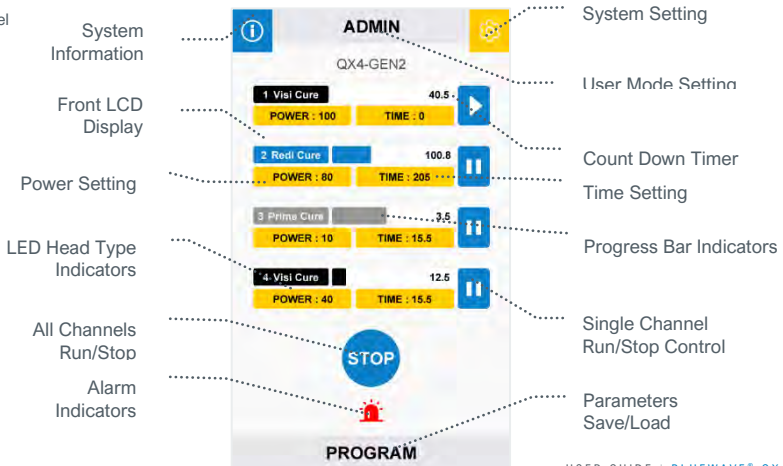 el
System
Information
Front LCD
Display
Power Setting
LED Head Type
Indicators
All Channels
Run/Stop
Alarm
Indicators
ADMIN
QX4-GEN2
1 Visi Cure 40.5
POWER : 100 TIME : 0
2 Redi Cure 100.8
POWER : 80 TIME : 205
3 Prime Cure 3.5
POWER : 10 TIME : 15.5
4 Visi Cure 12.5
POWER : 40 TIME : 15.5
STOP
PROGRAM
System Setting
User Mode Setting
Count Down Timer
Time Setting
Progress Bar Indicators
Single Channel
Run/Stop Control
Parameters
Save/Load